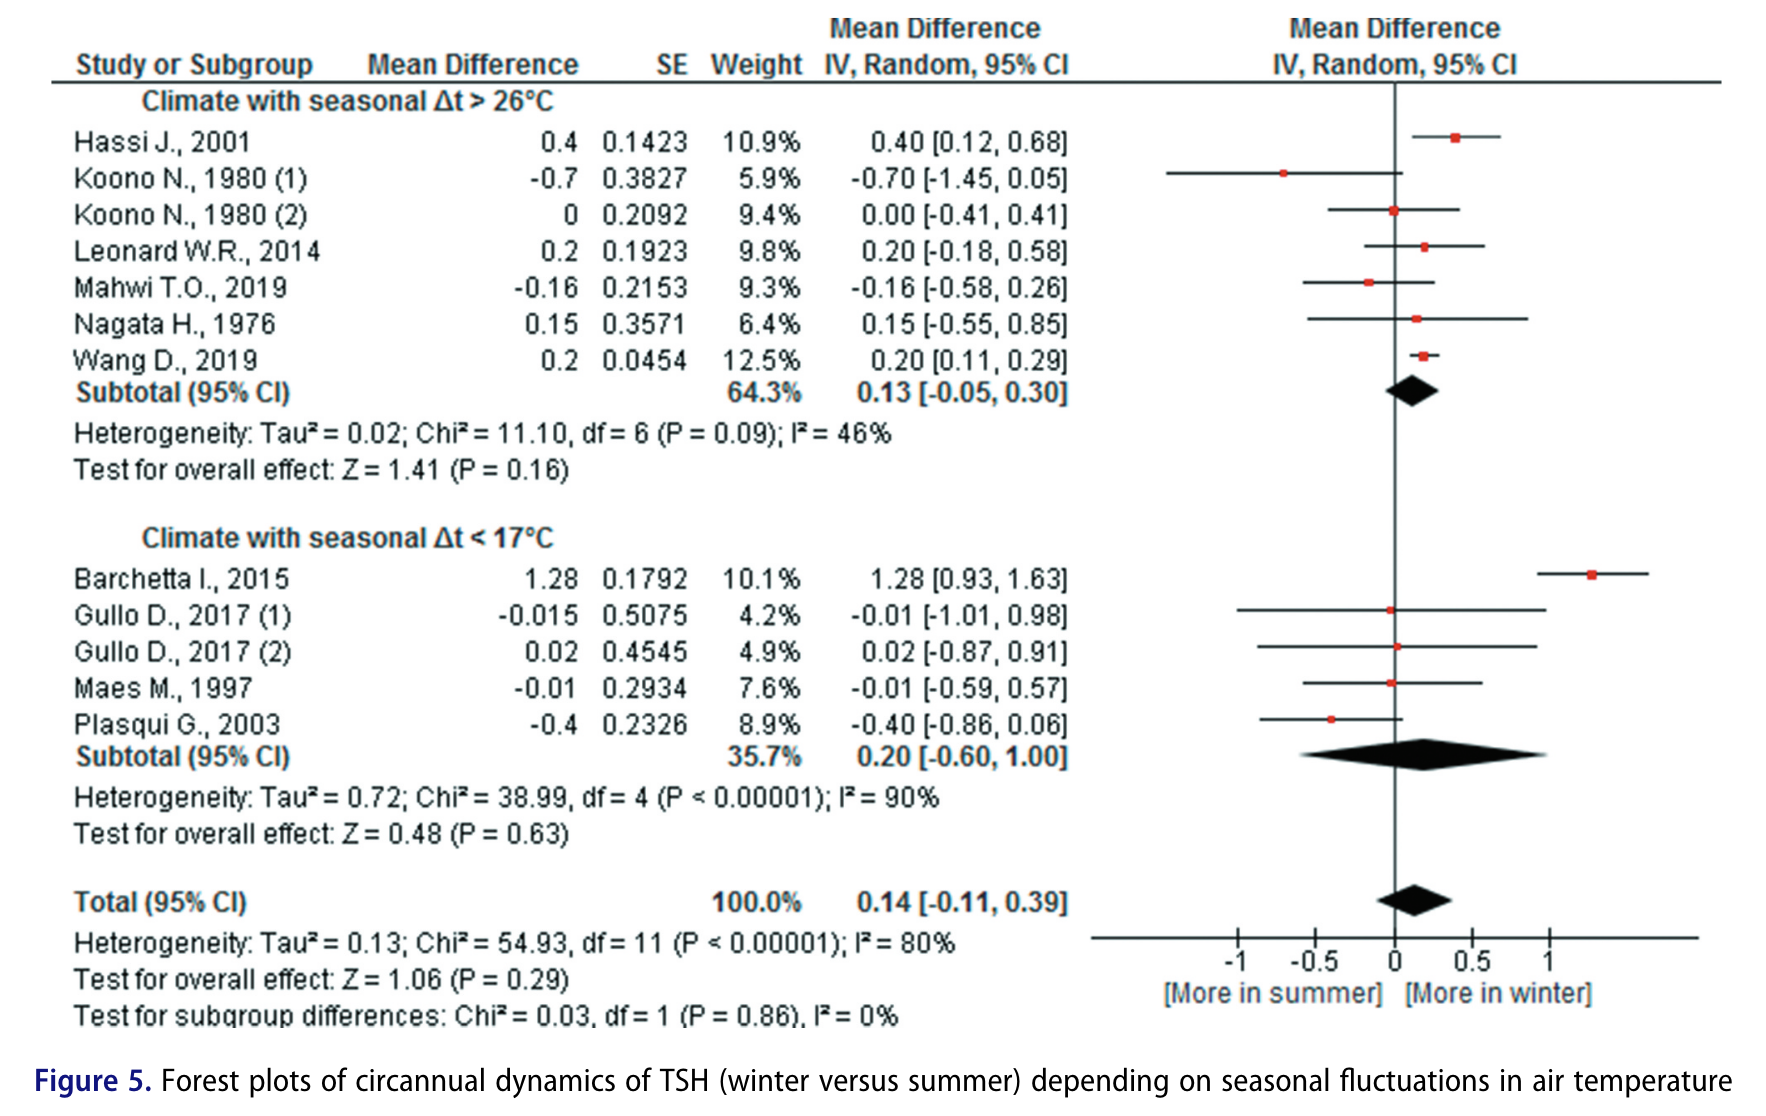 Mean Difference Mean Difference
Study or Subgroup Mean Difference SE Weight IV, Random, 95% CI IV, Random, 95% CI
Climate with seasonal Δt > 26°C
Hassi J., 2001 0.4 0.1423 10.9% 0.40 [0.12, 0.68]
Koono N., 1980 (1) -0.7 0.3827 5.9% -0.70 [-1.45, 0.05]
Koono N., 1980 (2) 0 0.2092 9.4% 0.00 [-0.41, 0.41]
Leonard W.R., 2014 0.2 0.1923 9.8% 0.20 [-0.18, 0.58]
Mahwi T.O., 2019 -0.16 0.2153 9.3% -0.16 [-0.58, 0.26]
Nagata H., 1976 0.15 0.3571 6.4% 0.15 [-0.55, 0.85]
Wang D., 2019 0.2 0.0454 12.5% 0.20 [0.11, 0.29]
Subtotal (95% CI) 64.3% 0.13 [-0.05, 0.30]
Heterogeneity: Tau² = 0.02; Chi² = 11.10, df = 6 (P = 0.09); I² = 46%
Test for overall effect: Z = 1.41 (P = 0.16)
Climate with seasonal Δt < 17°C
Barchetta I., 2015 1.28 0.1792 10.1% 1.28 [0.93, 1.63]
Gullo D., 2017 (1) -0.015 0.5075 4.2% -0.01 [-1.01, 0.98]
Gullo D., 2017 (2) 0.02 0.4545 4.9% 0.02 [-0.87, 0.91]
Maes M., 1997 -0.01 0.2934 7.6% -0.01 [-0.59, 0.57]
Plasqui G., 2003 -0.4 0.2326 8.9% -0.40 [-0.86, 0.06]
Subtotal (95% CI) 35.7% 0.20 [-0.60, 1.00]
Heterogeneity: Tau² = 0.72; Chi² = 38.99, df = 4 (P < 0.00001); I² = 90%
Test for overall effect: Z = 0.48 (P = 0.63)
Total (95% CI) 100.0% 0.14 [-0.11, 0.39]
Heterogeneity: Tau² = 0.13; Chi² = 54.93, df = 11 (P < 0.00001); I² = 80%
Test for overall effect: Z = 1.06 (P = 0.29)
Test for subgroup differences: Chi² = 0.03, df = 1 (P = 0.86), I² = 0%
-1 -0.5 0 0.5 1
[More in summer] [More in winter]
Figure 5. Forest plots of circannual dynamics of TSH (winter versus summer) depending on seasonal fluctuations in air temperature